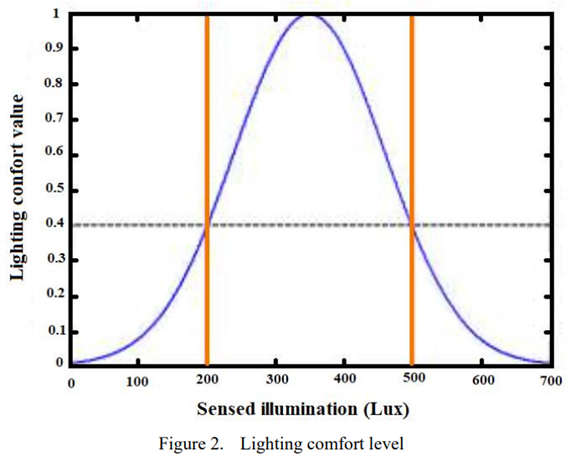 1
0.9
0.8
0.7
0.6
0.5
0.4
0.3
0.2
0.1
0
Lighting confort value
0 100 200 300 400 500 600 700
Sensed illumination (Lux)
Figure 2. Lighting comfort level